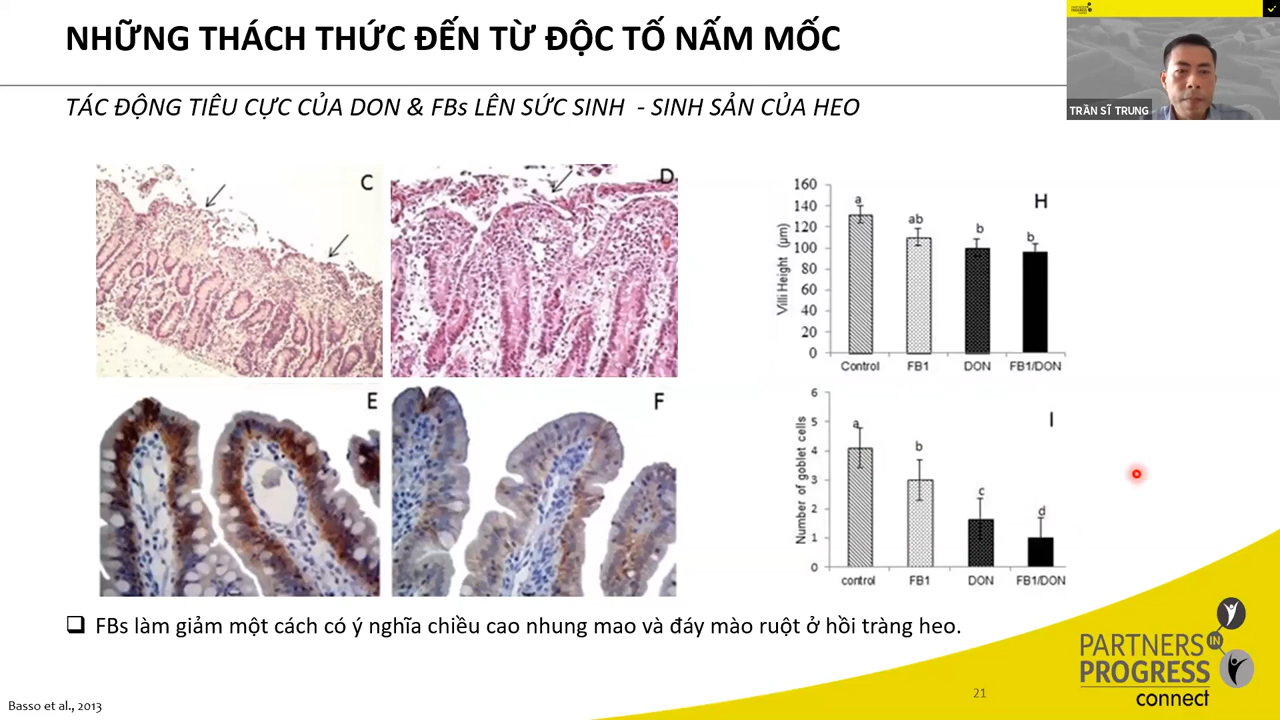 NHỮNG THÁCH THỨC ĐẾN TỪ ĐỘC TỐ NẤM MỐC
TRẦN SĨ TRUNG
TÁC ĐỘNG TIÊU CỰC CỦA DON & FBs LÊN SỨC SINH - SINH SẢN CỦA HEO
C
D
E
F
H
Villi Height (µm)
160
140
120
100
80
60
40
20
0
a
ab
b
b
Control
FB1
DON
FB1/DON
I
Number of goblet cells
6
5
4
3
2
1
0
a
b
c
d
control
FB1
DON
FB1/DON
❑ FBs làm giảm một cách có ý nghĩa chiều cao nhung mao và đáy mào ruột ở hồi tràng heo.
PARTNERS
IN
PROGRESS
connect
21
Basso et al., 2013